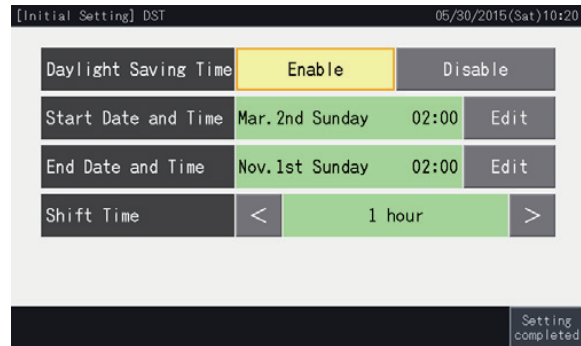 [Initial Setting] DST 05/30/2015(Sat)10:20
Daylight Saving Time Enable Disable
Start Date and Time Mar.2nd Sunday 02:00 Edit
End Date and Time Nov.1st Sunday 02:00 Edit
Shift Time < 1 hour >
Setting
completed